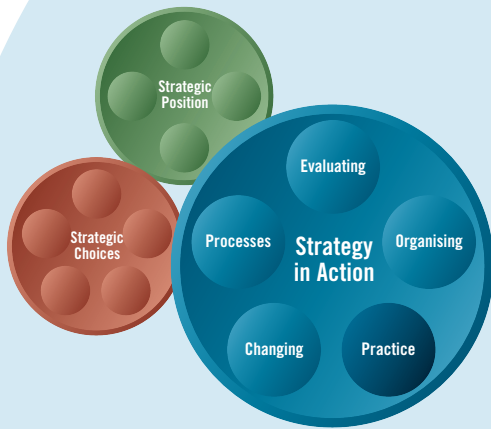 Strategic
Position
Strategic
Choices
Evaluating
Processes
Strategy
in Action
Organising
Changing
Practice